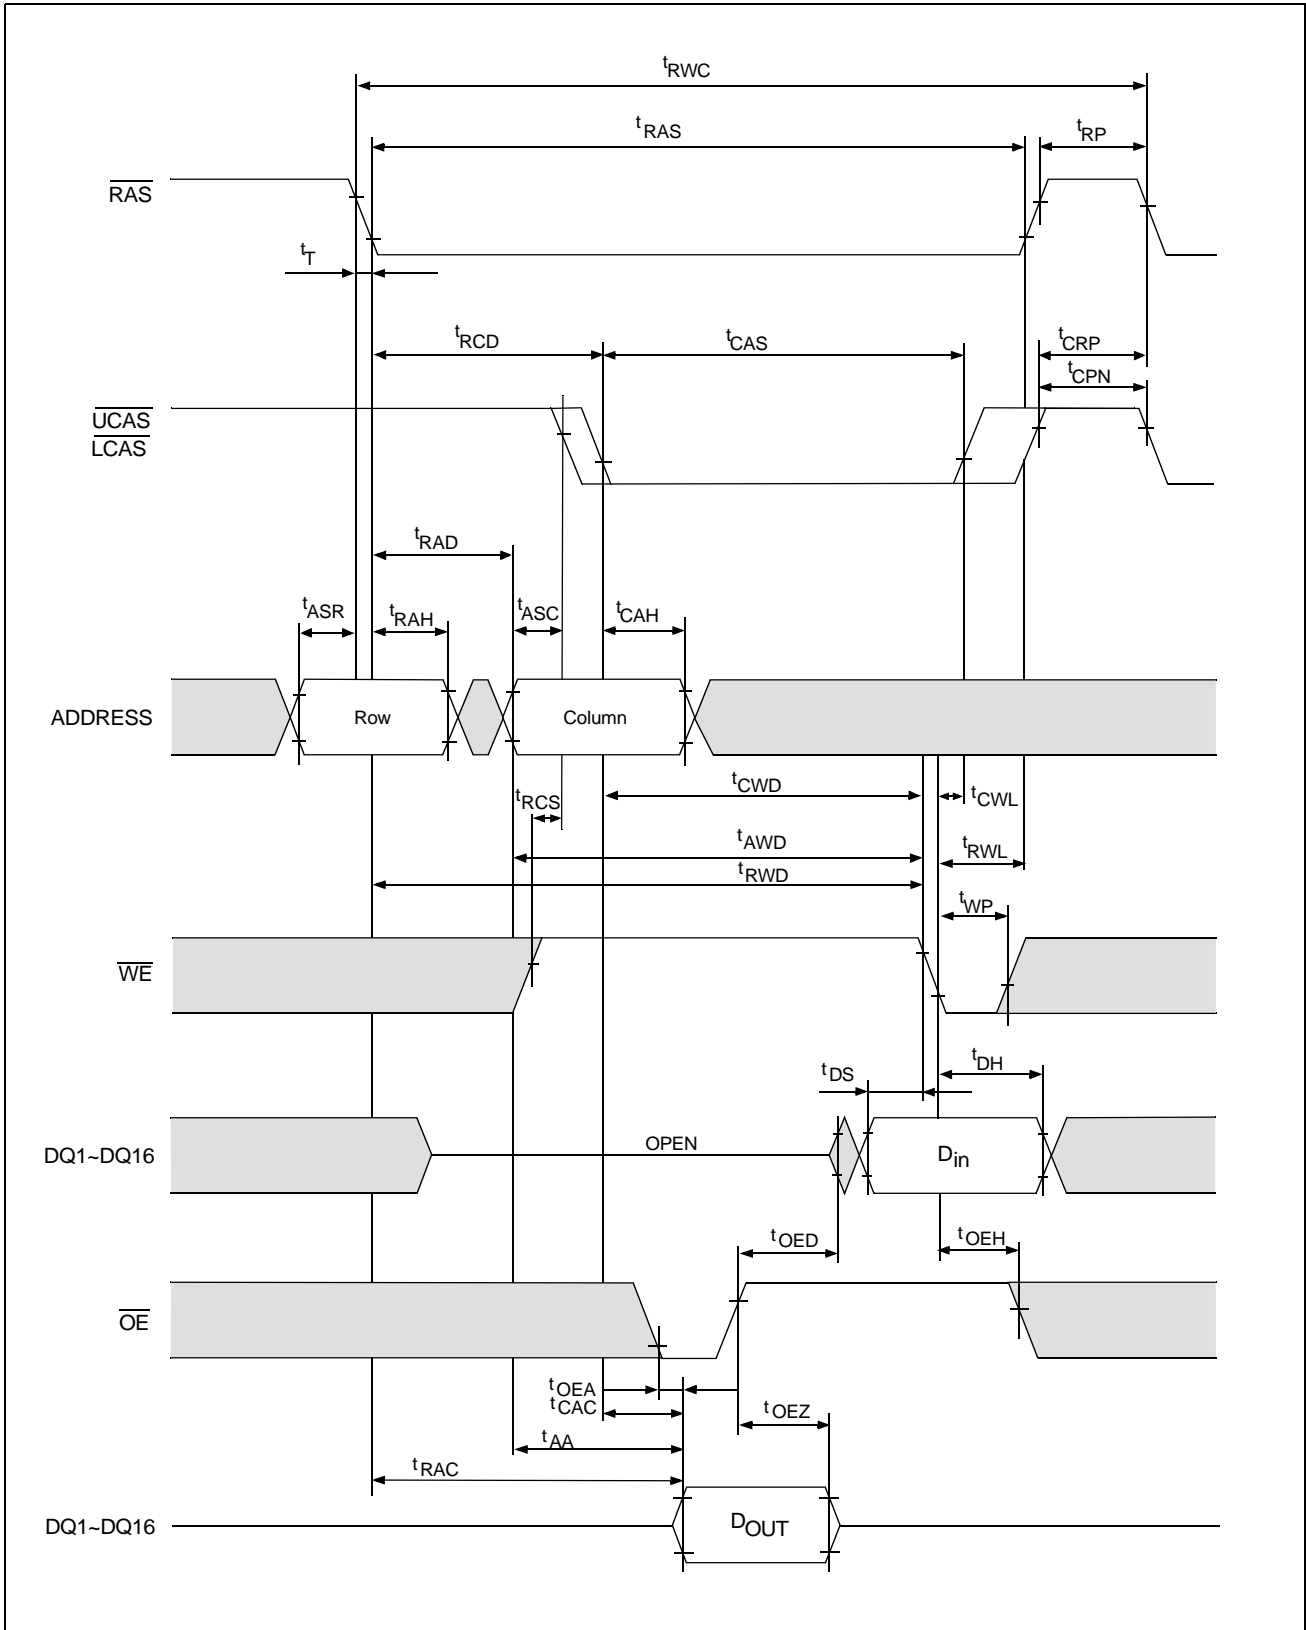 tRWC
tRAS
tRP
RAS
tT
tRCD
tCAS
tCRP
tCPN
UCAS
LCAS
tRAD
tASR
tRAH
tASC
tCAH
ADDRESS
Row
Column
tRCS
tCWD
tCWL
tAWD
tRWL
tRWD
tWP
WE
tDS
tDH
DQ1~DQ16
OPEN
Din
tOED
tOEH
OE
tOEA
tCAC
tOEZ
tAA
tRAC
DQ1~DQ16
DOUT